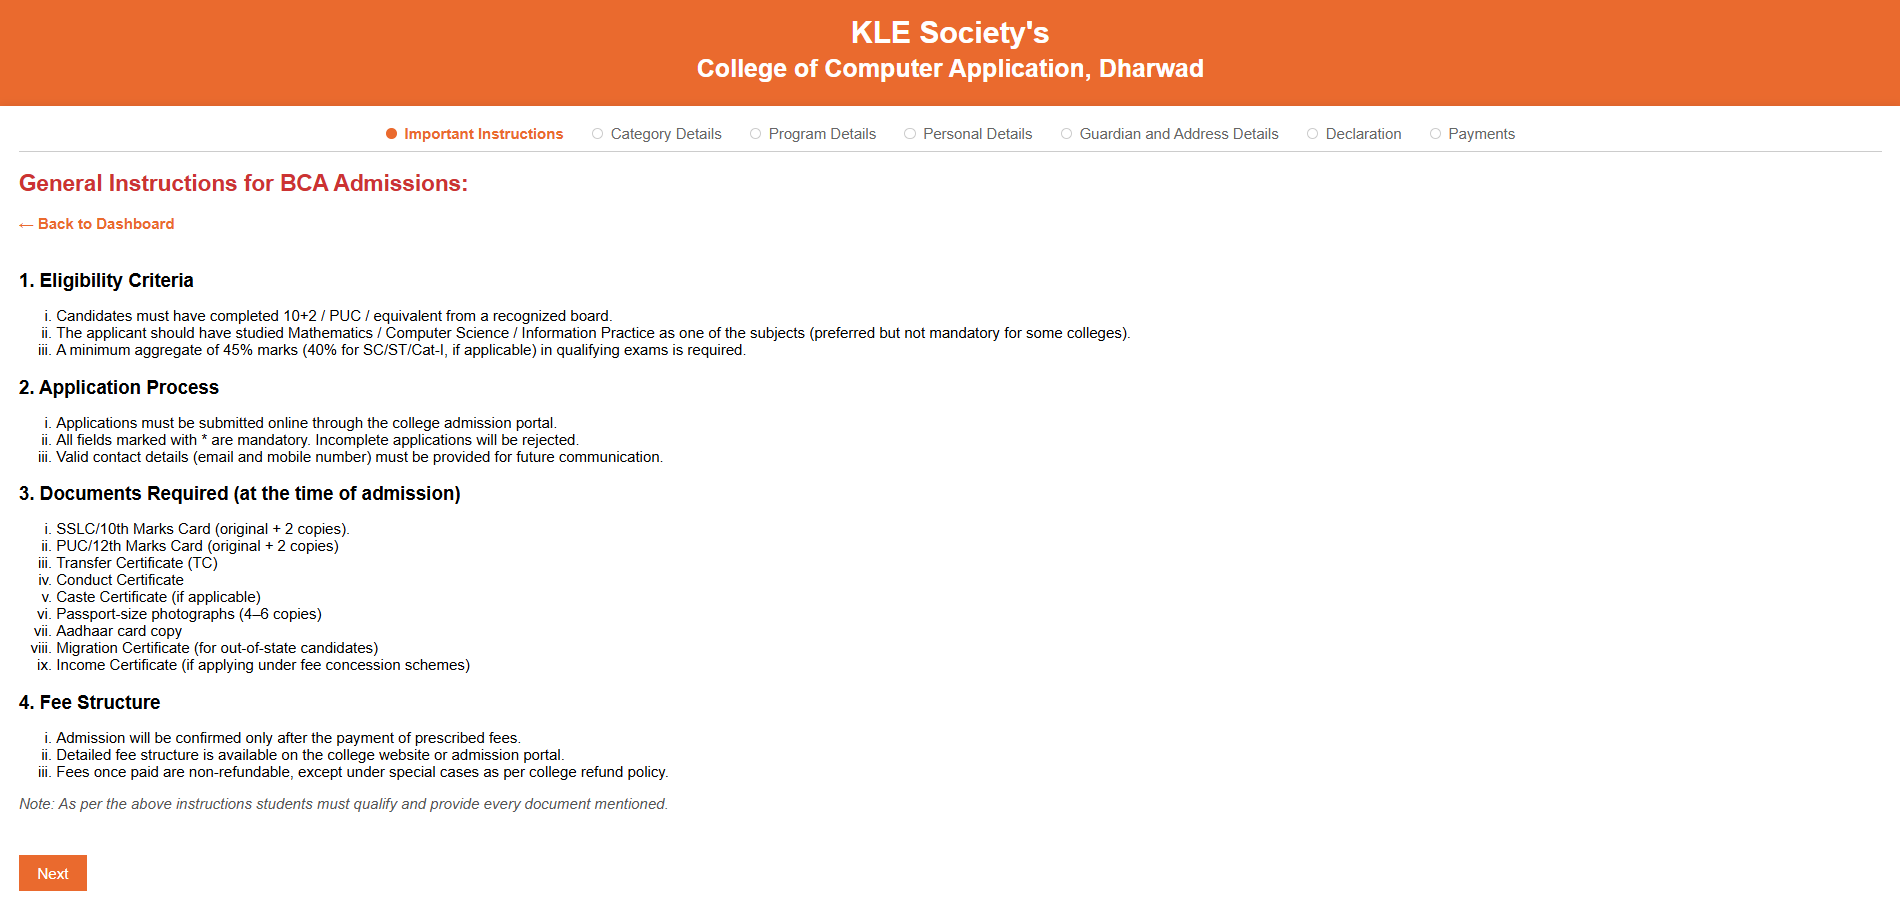 KLE Society's
College of Computer Application, Dharwad
Important Instructions Category Details Program Details Personal Details Guardian and Address Details Declaration Payments
General Instructions for BCA Admissions:
← Back to Dashboard
1. Eligibility Criteria
i. Candidates must have completed 10+2 / PUC / equivalent from a recognized board.
ii. The applicant should have studied Mathematics / Computer Science / Information Practice as one of the subjects (preferred but not mandatory for some colleges).
iii. A minimum aggregate of 45% marks (40% for SC/ST/Cat-I, if applicable) in qualifying exams is required.
2. Application Process
i. Applications must be submitted online through the college admission portal.
ii. All fields marked with * are mandatory. Incomplete applications will be rejected.
iii. Valid contact details (email and mobile number) must be provided for future communication.
3. Documents Required (at the time of admission)
i. SSLC/10th Marks Card (original + 2 copies).
ii. PUC/12th Marks Card (original + 2 copies)
iii. Transfer Certificate (TC)
iv. Conduct Certificate
v. Caste Certificate (if applicable)
vi. Passport-size photographs (4–6 copies)
vii. Aadhaar card copy
viii. Migration Certificate (for out-of-state candidates)
ix. Income Certificate (if applying under fee concession schemes)
4. Fee Structure
i. Admission will be confirmed only after the payment of prescribed fees.
ii. Detailed fee structure is available on the college website or admission portal.
iii. Fees once paid are non-refundable, except under special cases as per college refund policy.
Note: As per the above instructions students must qualify and provide every document mentioned.
Next